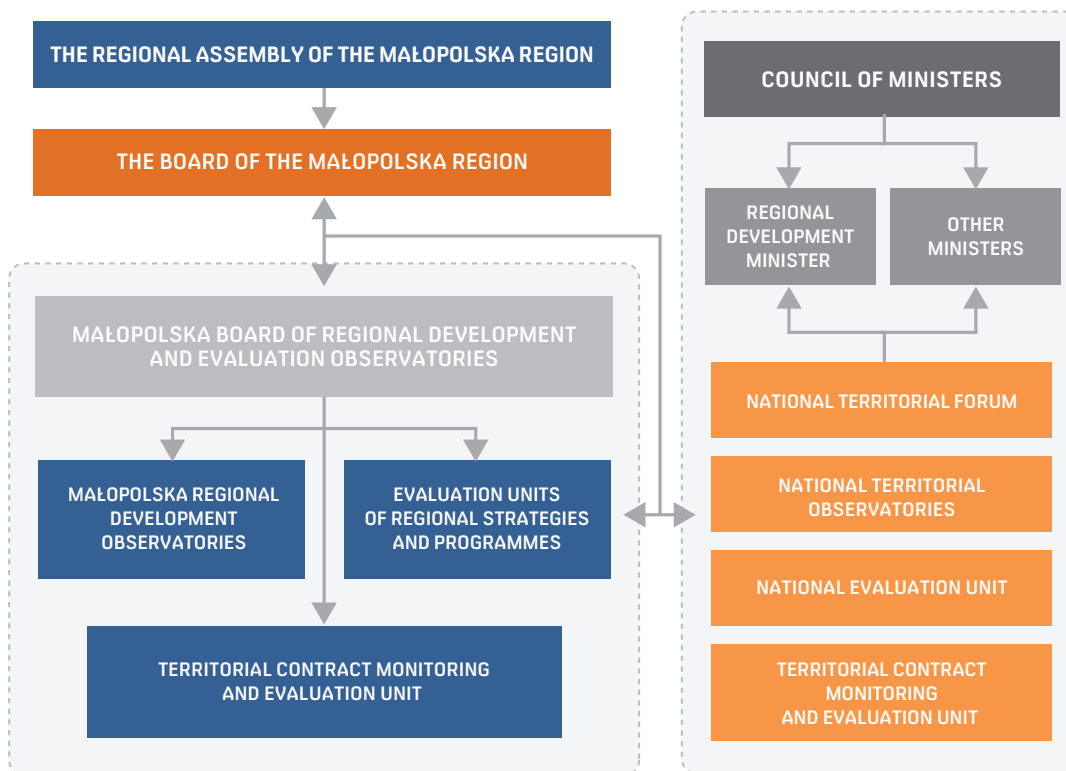 THE REGIONAL ASSEMBLY OF THE MAŁOPOLSKA REGION
THE BOARD OF THE MAŁOPOLSKA REGION
MAŁOPOLSKA BOARD OF REGIONAL DEVELOPMENT
AND EVALUATION OBSERVATORIES
MAŁOPOLSKA REGIONAL
DEVELOPMENT
OBSERVATORIES
EVALUATION UNITS
OF REGIONAL STRATEGIES
AND PROGRAMMES
TERRITORIAL CONTRACT MONITORING
AND EVALUATION UNIT
COUNCIL OF MINISTERS
REGIONAL
DEVELOPMENT
MINISTER
OTHER
MINISTERS
NATIONAL TERRITORIAL FORUM
NATIONAL TERRITORIAL
OBSERVATORIES
NATIONAL EVALUATION UNIT
TERRITORIAL CONTRACT
MONITORING
AND EVALUATION UNIT